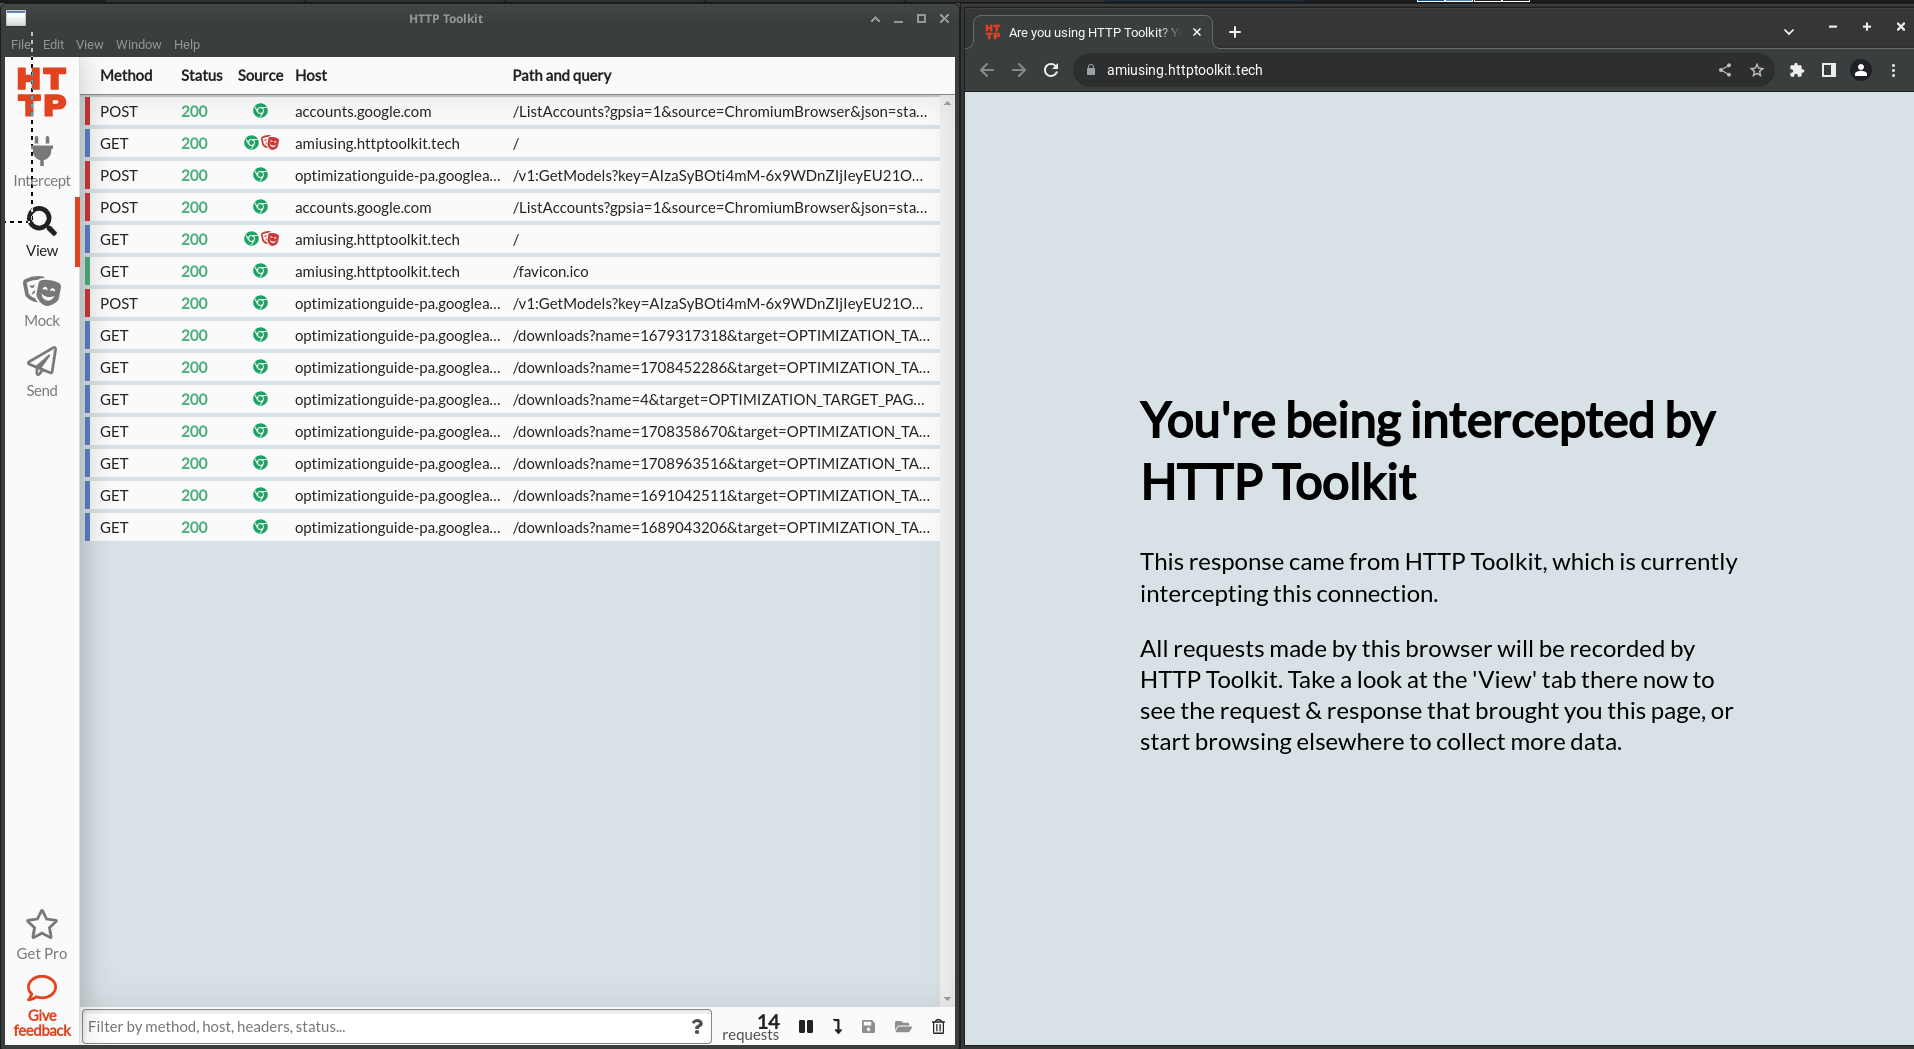 HTTP Toolkit
File Edit View Window Help
HT
TP
Intercept
View
Mock
Send
Get Pro
Give
feedback
Method Status Source Host Path and query
POST 200 accounts.google.com /ListAccounts?gpsia=1&source=ChromiumBrowser&json=sta...
GET 200 amiusing.httptoolkit.tech /
POST 200 optimizationguide-pa.googlea... /v1:GetModels?key=AIzaSyBOti4mM-6x9WDnZIjIeyEU21O...
POST 200 accounts.google.com /ListAccounts?gpsia=1&source=ChromiumBrowser&json=sta...
GET 200 amiusing.httptoolkit.tech /
GET 200 amiusing.httptoolkit.tech /favicon.ico
POST 200 optimizationguide-pa.googlea... /v1:GetModels?key=AIzaSyBOti4mM-6x9WDnZIjIeyEU21O...
GET 200 optimizationguide-pa.googlea... /downloads?name=1679317318&target=OPTIMIZATION_TA...
GET 200 optimizationguide-pa.googlea... /downloads?name=1708452286&target=OPTIMIZATION_TA...
GET 200 optimizationguide-pa.googlea... /downloads?name=4&target=OPTIMIZATION_TARGET_PAG...
GET 200 optimizationguide-pa.googlea... /downloads?name=1708358670&target=OPTIMIZATION_TA...
GET 200 optimizationguide-pa.googlea... /downloads?name=1708963516&target=OPTIMIZATION_TA...
GET 200 optimizationguide-pa.googlea... /downloads?name=1691042511&target=OPTIMIZATION_TA...
GET 200 optimizationguide-pa.googlea... /downloads?name=1689043206&target=OPTIMIZATION_TA...
Filter by method, host, headers, status... ?
14
requests
HT
TP
Are you using HTTP Toolkit? Y
amiusing.httptoolkit.tech
You're being intercepted by
HTTP Toolkit
This response came from HTTP Toolkit, which is currently
intercepting this connection.
All requests made by this browser will be recorded by
HTTP Toolkit. Take a look at the 'View' tab there now to
see the request & response that brought you this page, or
start browsing elsewhere to collect more data.